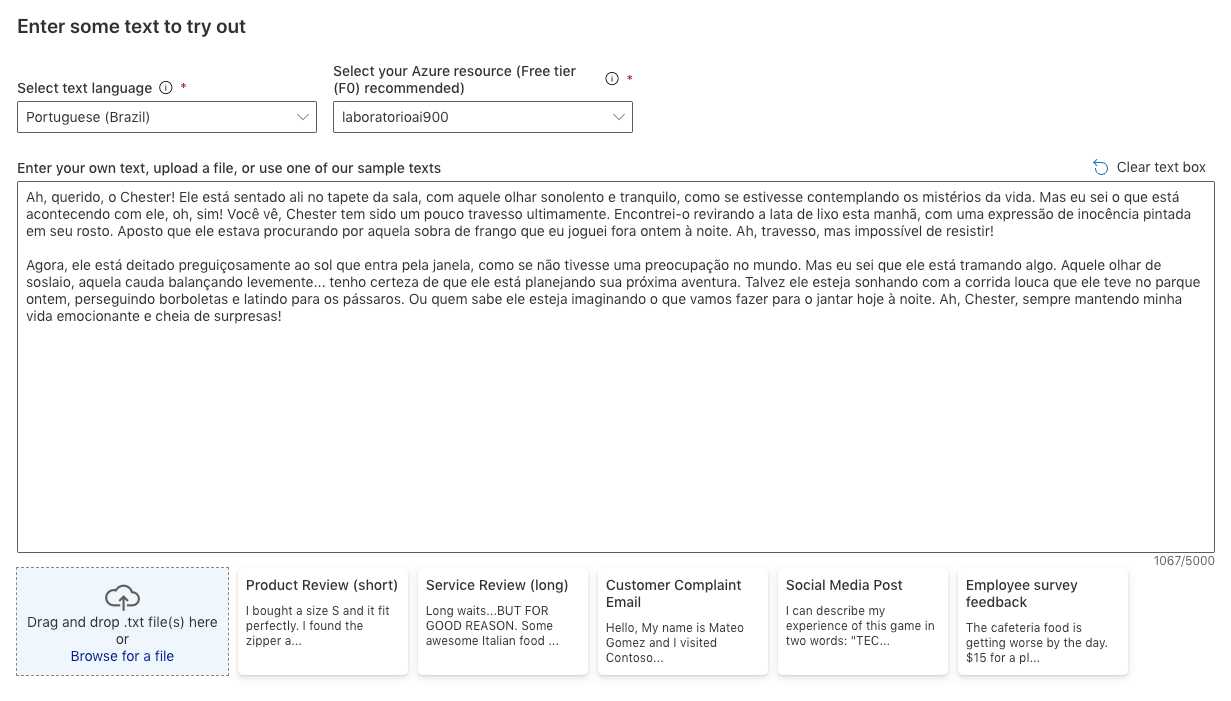 Enter some text to try out
Select text language
*
Select your Azure resource (Free tier
(F0) recommended)
*
Portuguese (Brazil)
laboratorioai900
Enter your own text, upload a file, or use one of our sample texts
Clear text box
Ah, querido, o Chester! Ele está sentado ali no tapete da sala, com aquele olhar sonolento e tranquilo, como se estivesse contemplando os mistérios da vida. Mas eu sei o que está
acontecendo com ele, oh, sim! Você vê, Chester tem sido um pouco travesso ultimamente. Encontrei-o revirando a lata de lixo esta manhã, com uma expressão de inocência pintada
em seu rosto. Aposto que ele estava procurando por aquela sobra de frango que eu joguei fora ontem à noite. Ah, travesso, mas impossível de resistir!
Agora, ele está deitado preguiçosamente ao sol que entra pela janela, como se não tivesse uma preocupação no mundo. Mas eu sei que ele está tramando algo. Aquele olhar de
soslaio, aquela cauda balançando levemente... tenho certeza de que ele está planejando sua próxima aventura. Talvez ele esteja sonhando com a corrida louca que ele teve no parque
ontem, perseguindo borboletas e latindo para os pássaros. Ou quem sabe ele esteja imaginando o que vamos fazer para o jantar hoje à noite. Ah, Chester, sempre mantendo minha
vida emocionante e cheia de surpresas!
1067/5000
Drag and drop .txt file(s) here
or
Browse for a file
Product Review (short)
I bought a size S and it fit
perfectly. I found the
zipper a...
Service Review (long)
Long waits...BUT FOR
GOOD REASON. Some
awesome Italian food ...
Customer Complaint
Email
Hello, My name is Mateo
Gomez and I visited
Contoso...
Social Media Post
I can describe my
experience of this game in
two words: "TEC...
Employee survey
feedback
The cafeteria food is
getting worse by the day.
$15 for a pl...